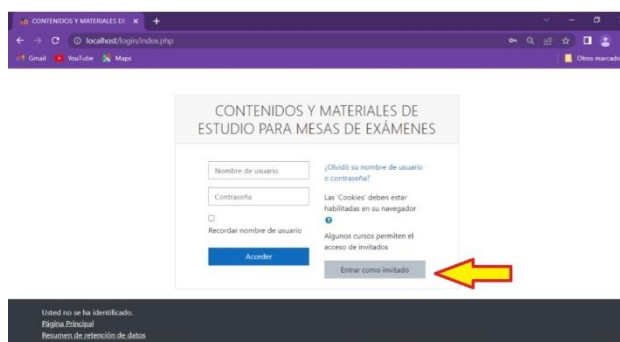 CONTENIDOS Y MATERIALES DE
localhost/login/index.php
Gmail YouTube Maps Otros marcado
CONTENIDOS Y MATERIALES DE
ESTUDIO PARA MESAS DE EXÁMENES
Nombre de usuario
Contraseña
Recordar nombre de usuario
Acceder
¿Olvidó su nombre de usuario
o contraseña?
Las 'Cookies' deben estar
habilitadas en su navegador
Algunos cursos permiten el
acceso de invitados
Entrar como invitado
Usted no se ha identificado.
Página Principal
Resumen de retención de datos